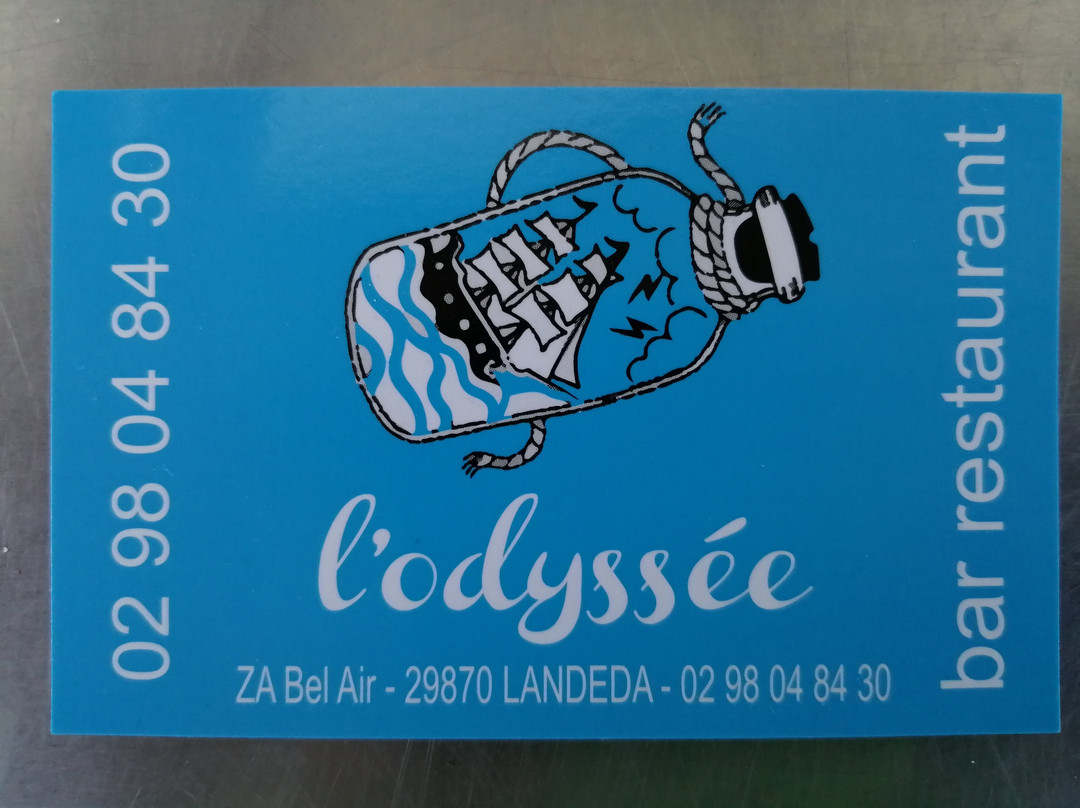 02 98 04 84 30
l'odyssée
ZA Bel Air - 29870 LANDEDA - 02 98 04 84 30
bar restaurant